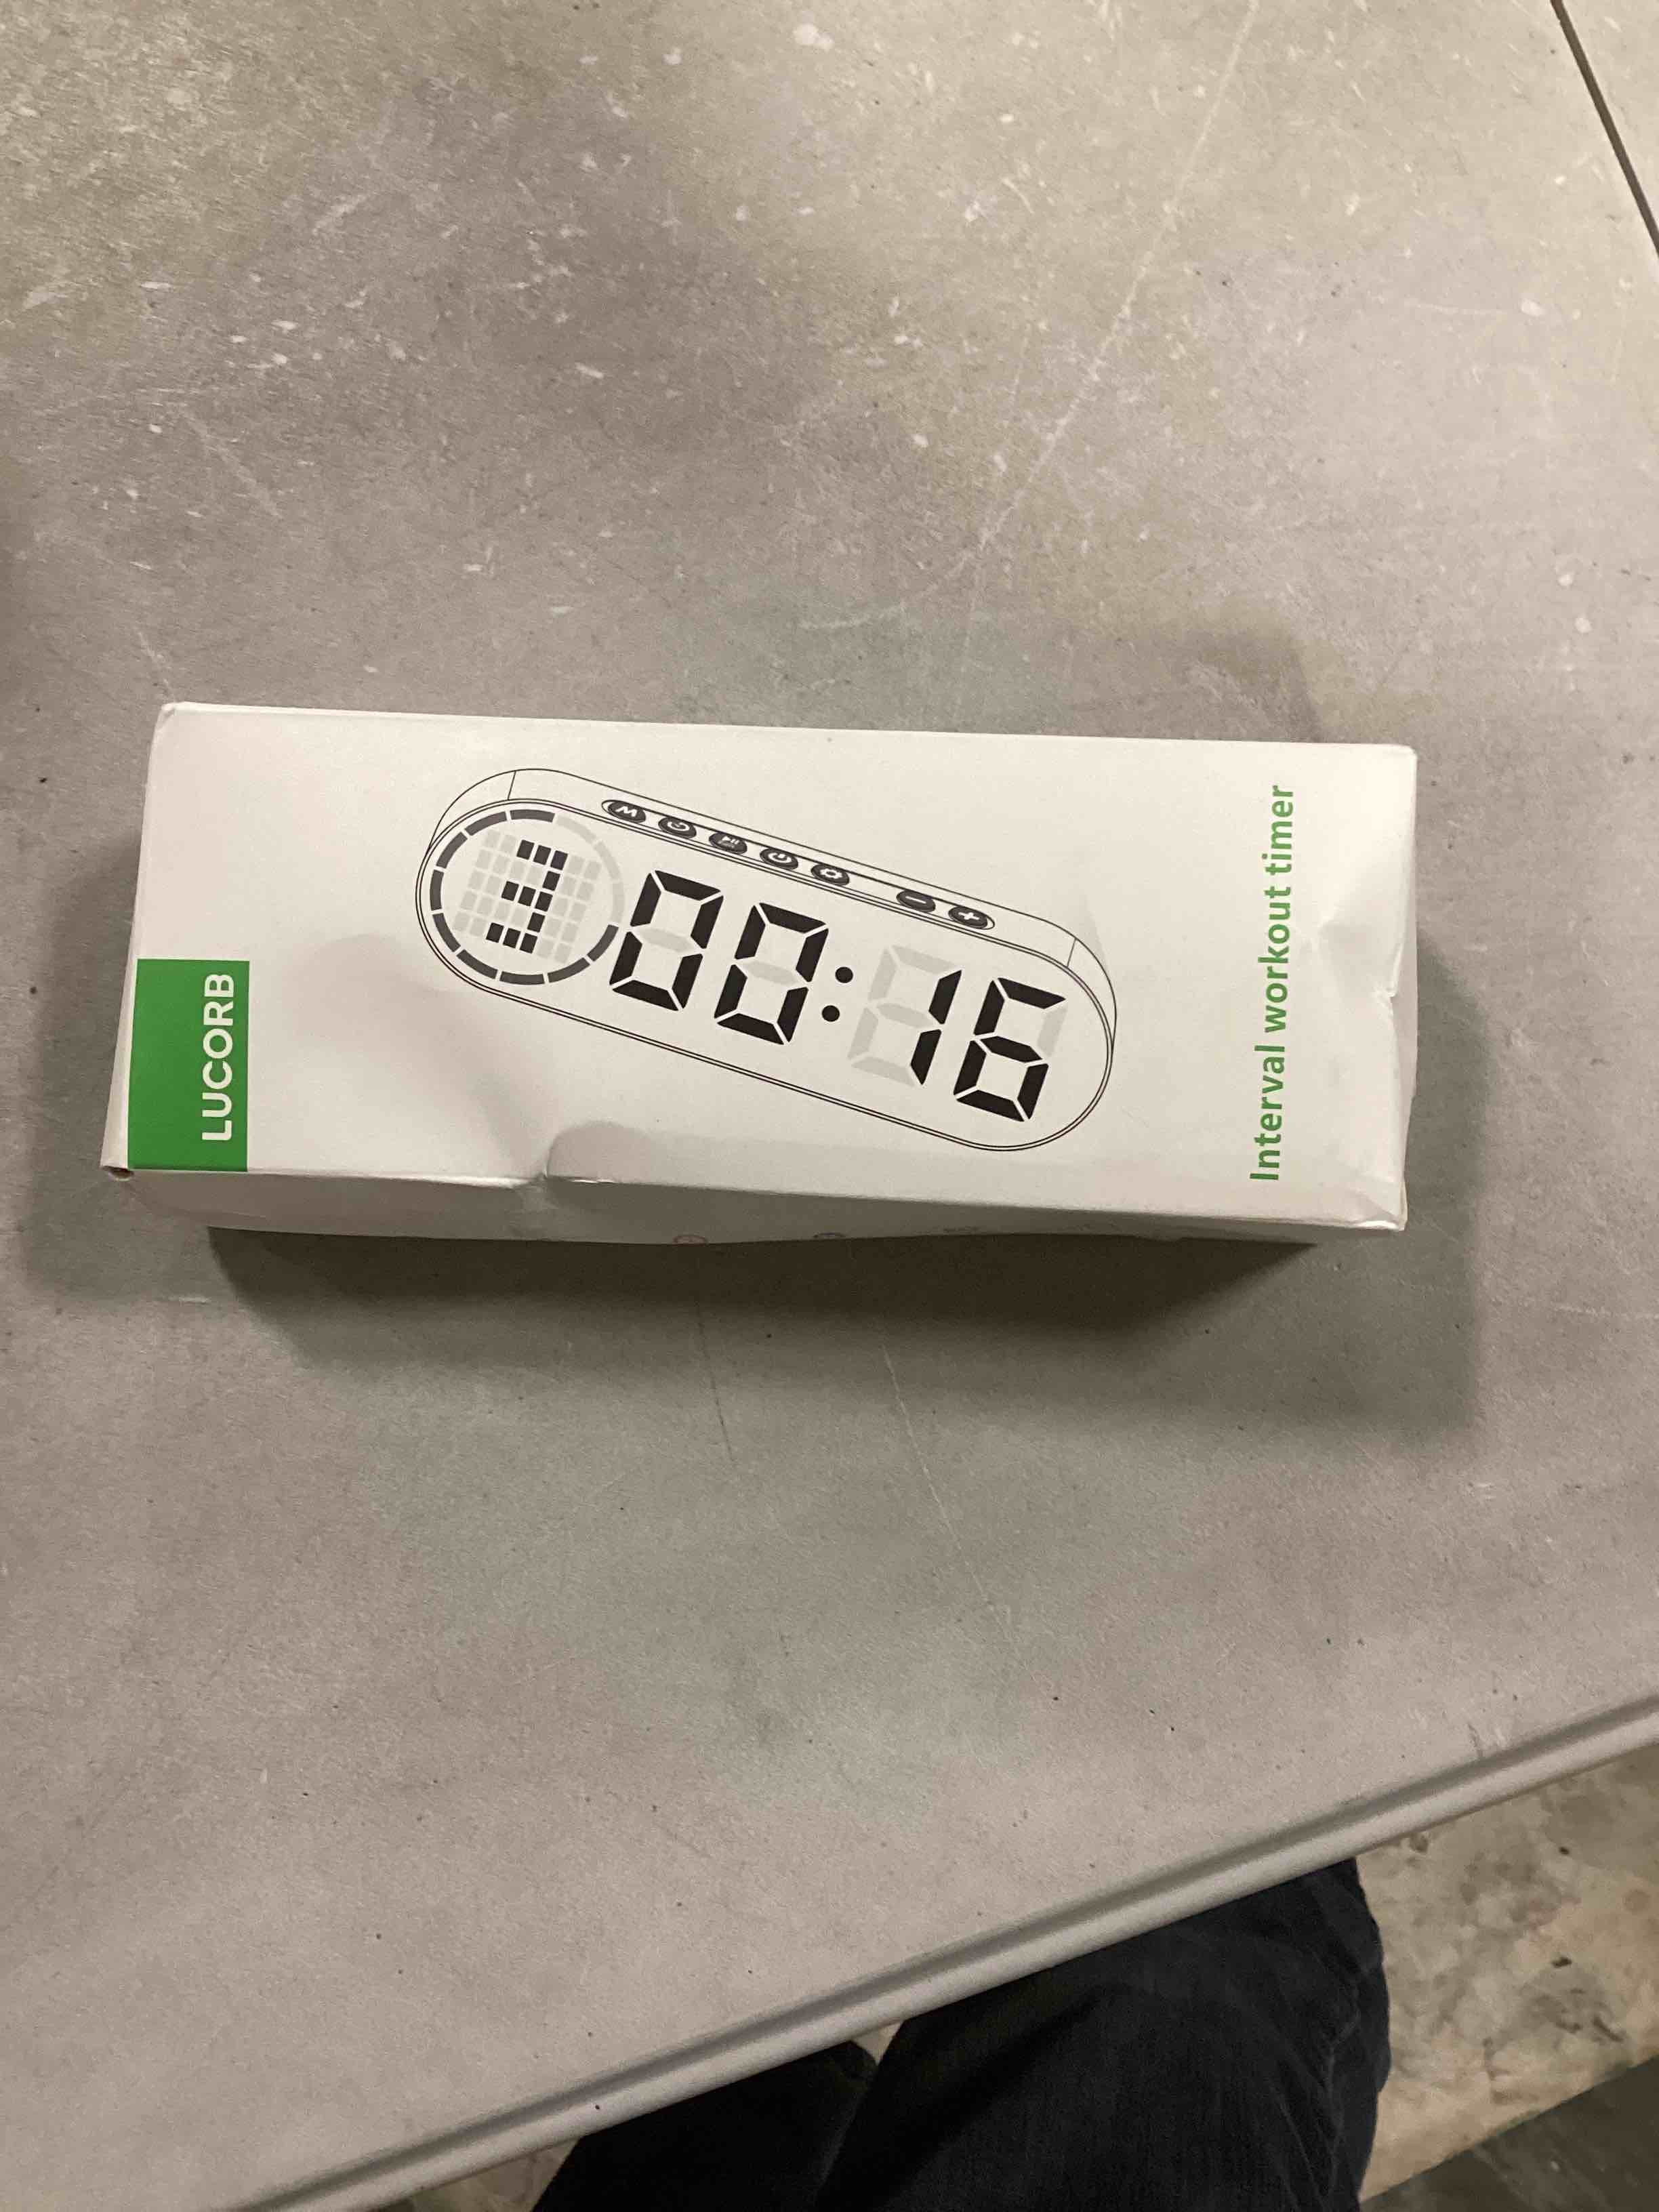 LUCORB
M
00:16
Interval workout timer